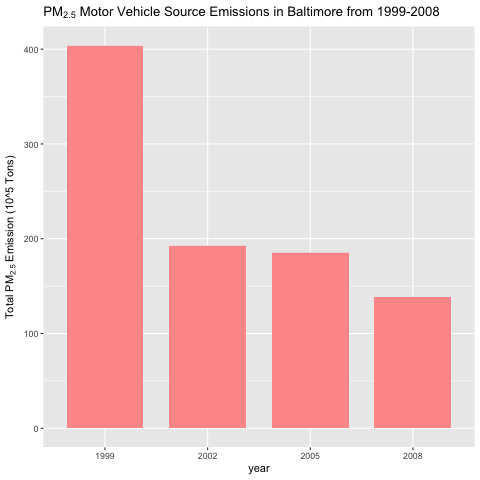 PM2.5 Motor Vehicle Source Emissions in Baltimore from 1999-2008
Total PM2.5 Emission (10^5 Tons)
400
300
200
100
0
1999 2002 2005 2008
year